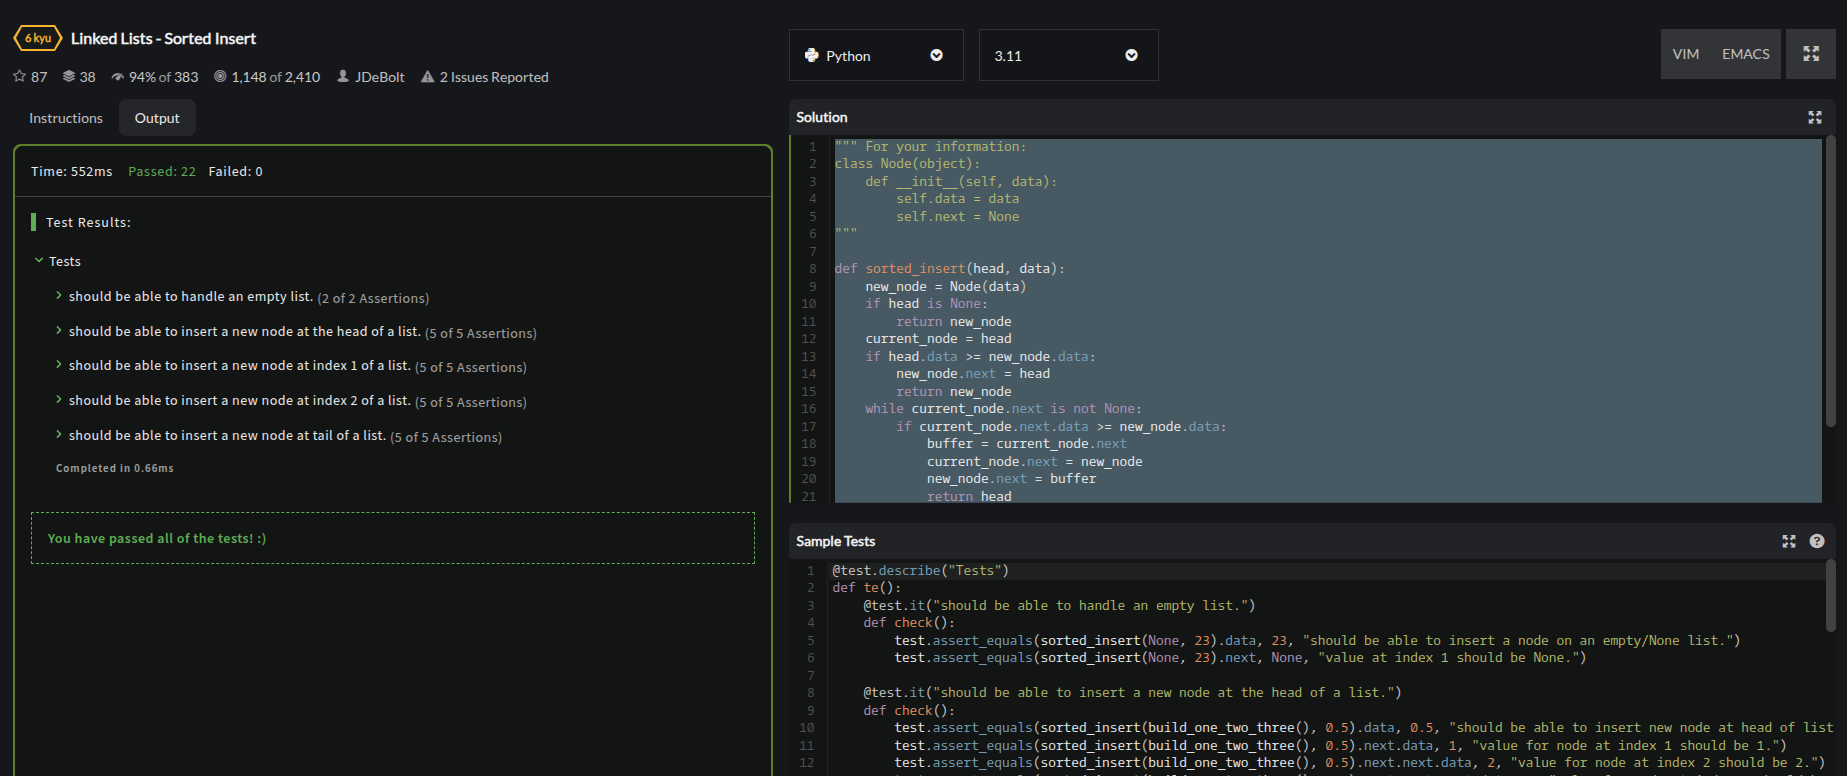 6 kyu Linked Lists - Sorted Insert
87 38 94% of 383 1,148 of 2,410 JDeBolt 2 Issues Reported
Instructions Output
Time: 552ms Passed: 22 Failed: 0
Test Results:
Tests
should be able to handle an empty list. (2 of 2 Assertions)
should be able to insert a new node at the head of a list. (5 of 5 Assertions)
should be able to insert a new node at index 1 of a list. (5 of 5 Assertions)
should be able to insert a new node at index 2 of a list. (5 of 5 Assertions)
should be able to insert a new node at tail of a list. (5 of 5 Assertions)
Completed in 0.66ms
You have passed all of the tests! :)
Python 3.11 VIM EMACS
Solution
1 """ For your information:
2 class Node(object):
3     def __init__(self, data):
4         self.data = data
5         self.next = None
6 """
7
8 def sorted_insert(head, data):
9     new_node = Node(data)
10     if head is None:
11         return new_node
12     current_node = head
13     if head.data >= new_node.data:
14         new_node.next = head
15         return new_node
16     while current_node.next is not None:
17         if current_node.next.data >= new_node.data:
18             buffer = current_node.next
19             current_node.next = new_node
20             new_node.next = buffer
21             return head
Sample Tests
1 @test.describe("Tests")
2 def te():
3     @test.it("should be able to handle an empty list.")
4     def check():
5         test.assert_equals(sorted_insert(None, 23).data, 23, "should be able to insert a node on an empty/None list.")
6         test.assert_equals(sorted_insert(None, 23).next, None, "value at index 1 should be None.")
7
8     @test.it("should be able to insert a new node at the head of a list.")
9     def check():
10         test.assert_equals(sorted_insert(build_one_two_three(), 0.5).data, 0.5, "should be able to insert new node at head of list
11         test.assert_equals(sorted_insert(build_one_two_three(), 0.5).next.data, 1, "value for node at index 1 should be 1.")
12         test.assert_equals(sorted_insert(build_one_two_three(), 0.5).next.next.data, 2, "value for node at index 2 should be 2.")